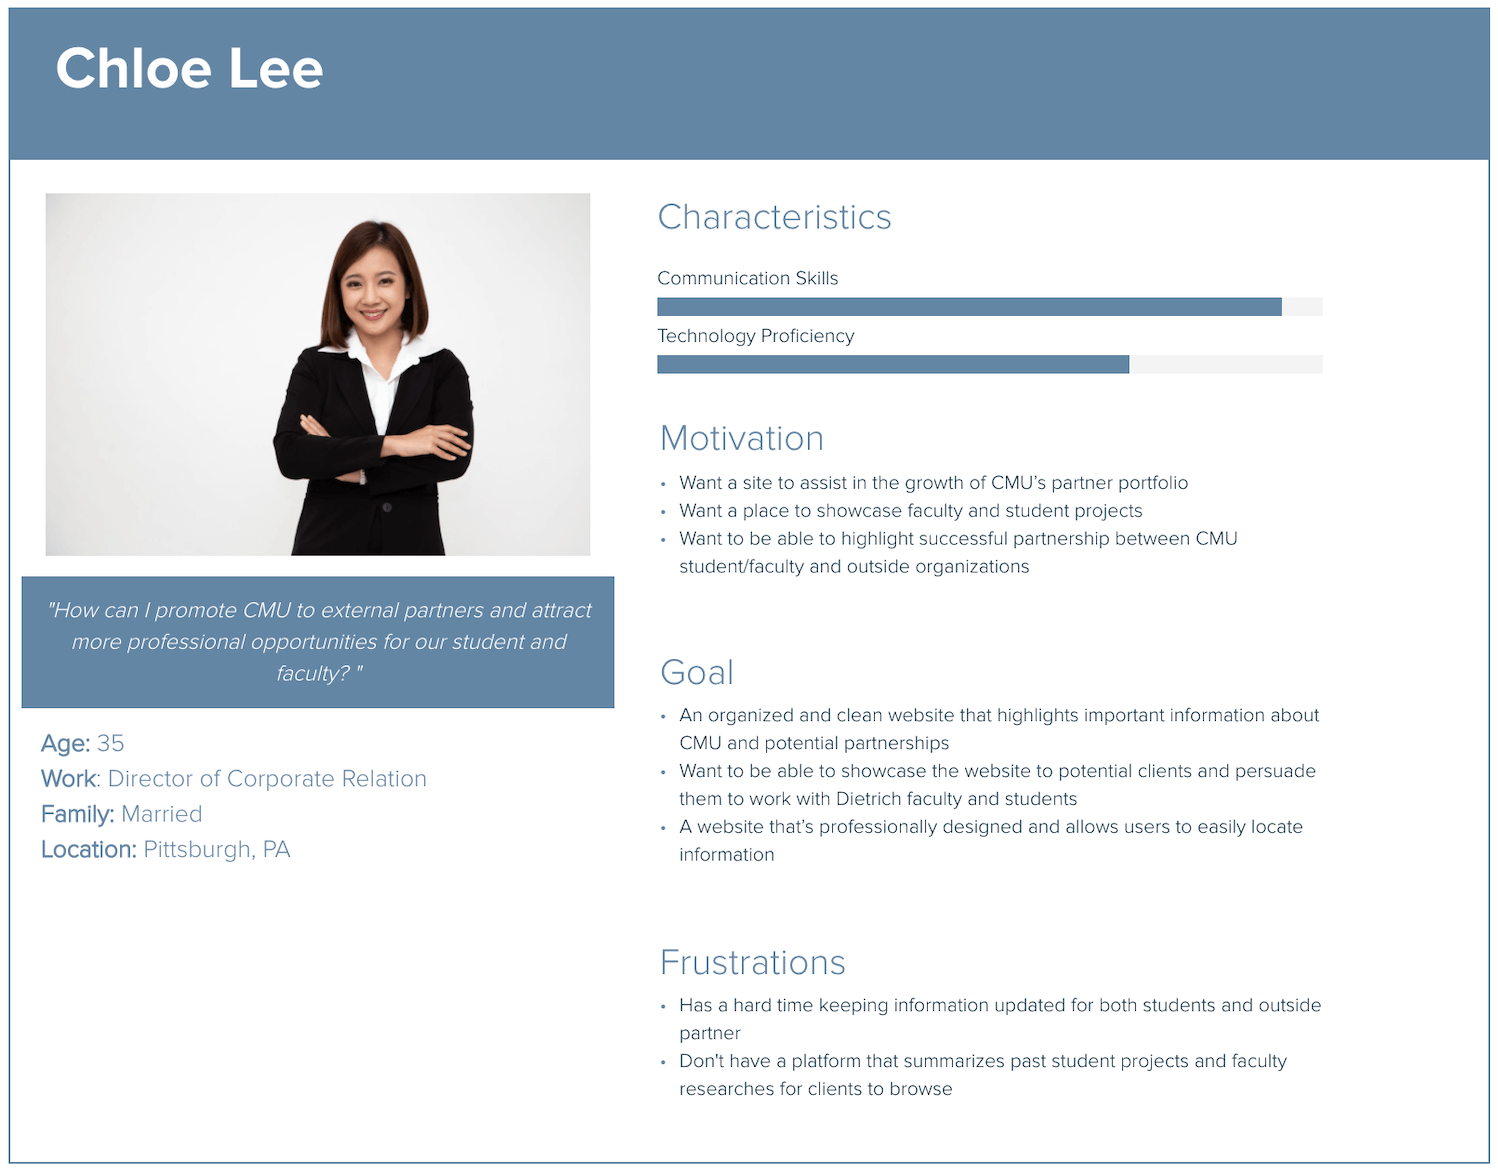 Chloe Lee
"How can I promote CMU to external partners and attract
more professional opportunities for our student and
faculty? "
Age: 35
Work: Director of Corporate Relation
Family: Married
Location: Pittsburgh, PA
Characteristics
Communication Skills
Technology Proficiency
Motivation
• Want a site to assist in the growth of CMU’s partner portfolio
• Want a place to showcase faculty and student projects
• Want to be able to highlight successful partnership between CMU
student/faculty and outside organizations
Goal
• An organized and clean website that highlights important information about
CMU and potential partnerships
• Want to be able to showcase the website to potential clients and persuade
them to work with Dietrich faculty and students
• A website that’s professionally designed and allows users to easily locate
information
Frustrations
• Has a hard time keeping information updated for both students and outside
partner
• Don't have a platform that summarizes past student projects and faculty
researches for clients to browse